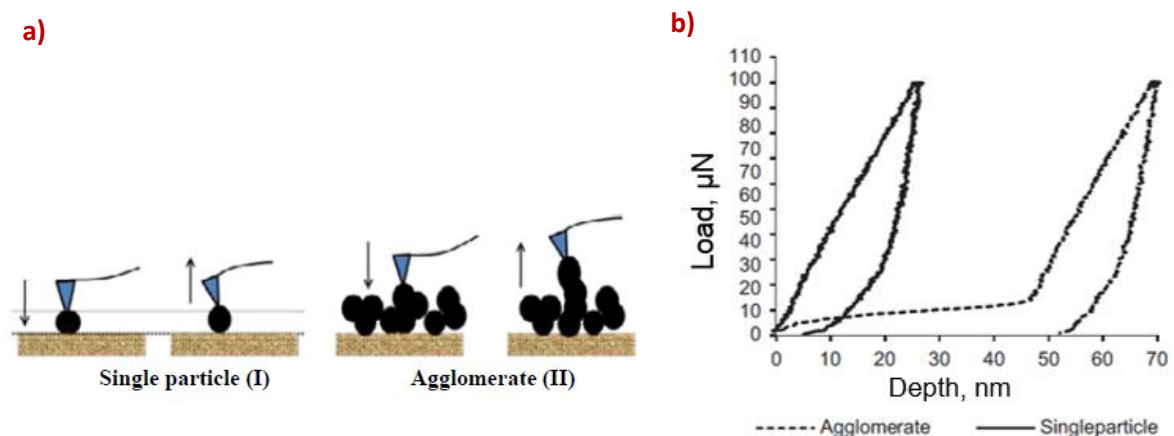 a)
Single particle (I)
Agglomerate (II)
b)
110
100
90
80
70
60
50
40
30
20
10
0
Load, µN
0 10 20 30 40 50 60 70
Depth, nm
Agglomerate Singleparticle